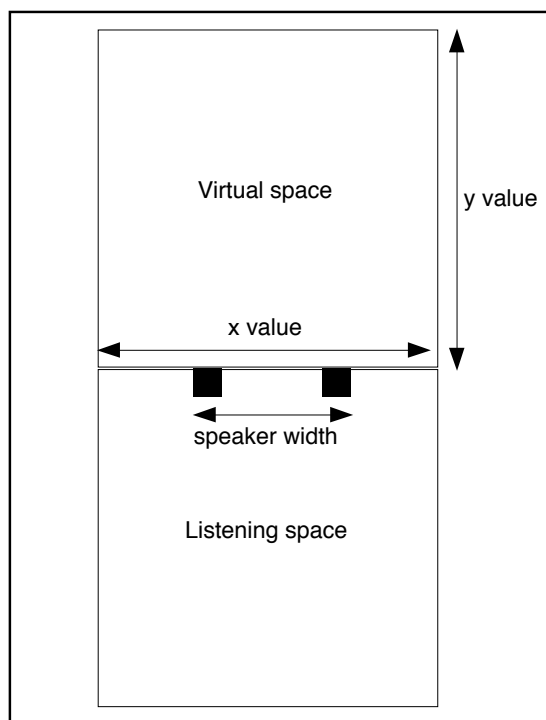 Virtual space
y value
x value
speaker width
Listening space